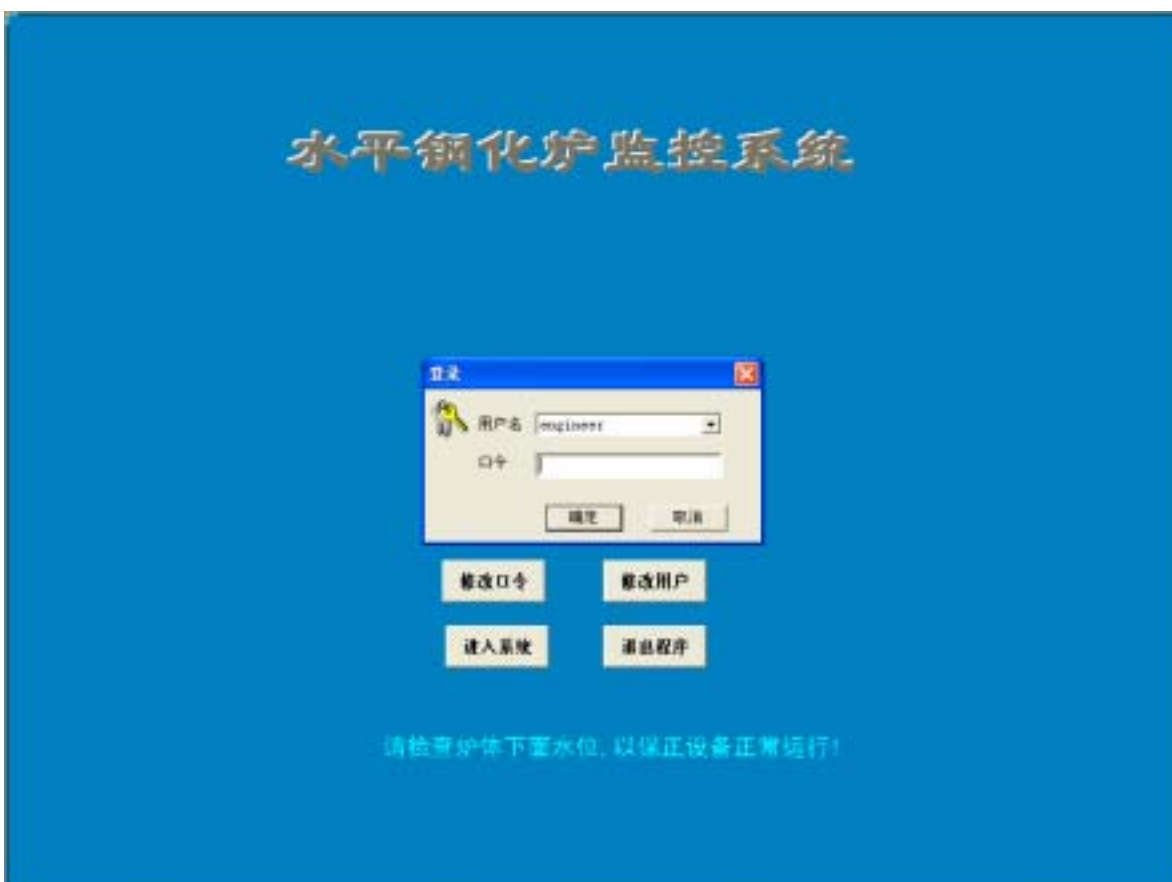 水平钢化炉监控系统
登录
用户名 engineer
口令
确定 取消
修改口令 修改用户
进入系统 退出程序
请检查炉体下面水位,以保正设备正常运行!